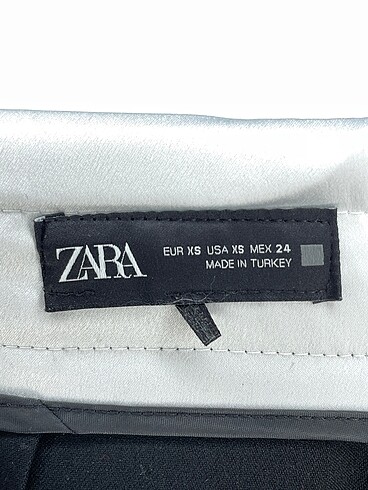 ZARA
EUR XS USA XS MEX 24
MADE IN TURKEY